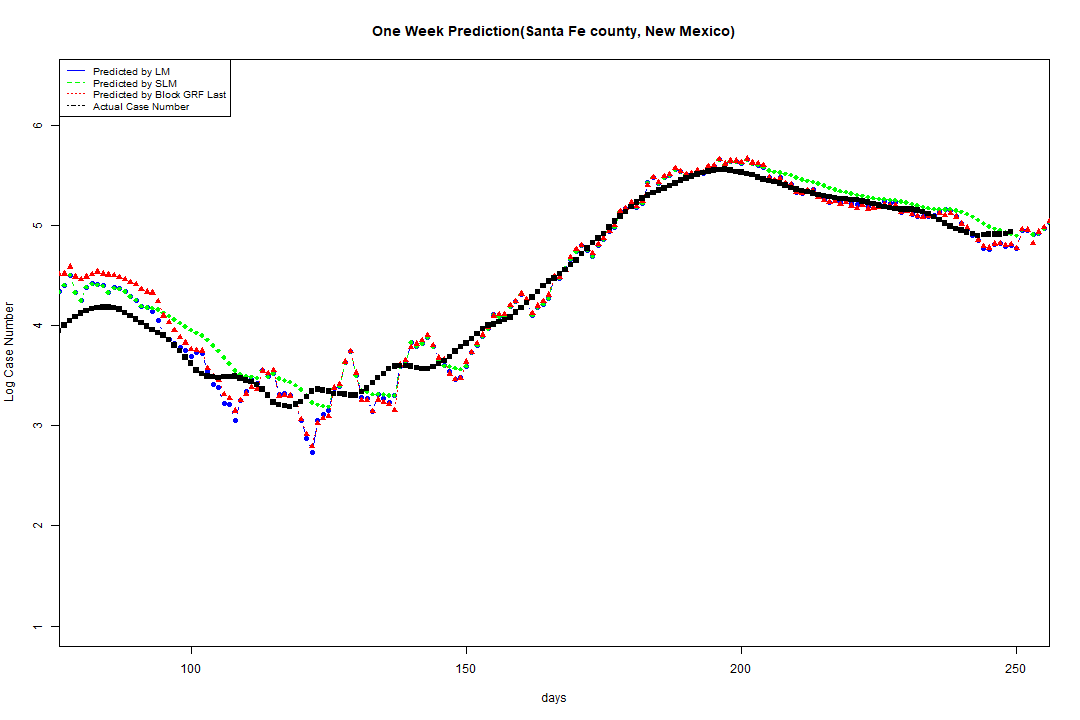 One Week Prediction(Santa Fe county, New Mexico)
Predicted by LM
Predicted by SLM
Predicted by Block GRF Last
Actual Case Number
6
5
4
3
2
1
Log Case Number
100 150 200 250
days